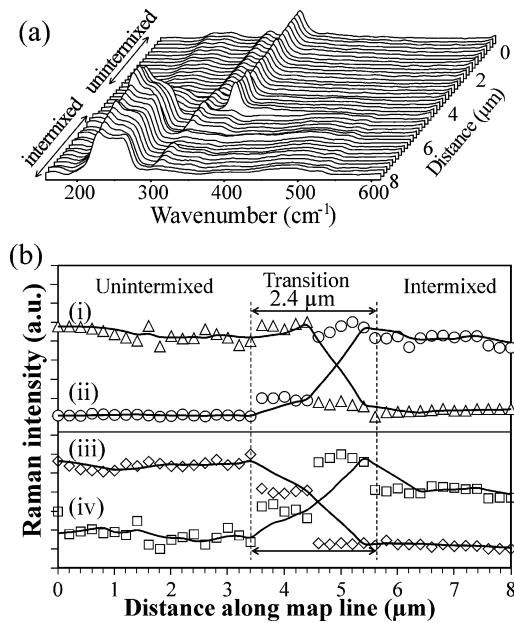 (a)
unintermixed
intermixed
0
2
4
6
8
Distance (μm)
200 300 400 500 600
Wavenumber (cm-1)
(b)
Unintermixed Transition Intermixed
2.4 μm
(i)
(ii)
(iii)
(iv)
Raman intensity (a.u.)
0 1 2 3 4 5 6 7 8
Distance along map line (μm)